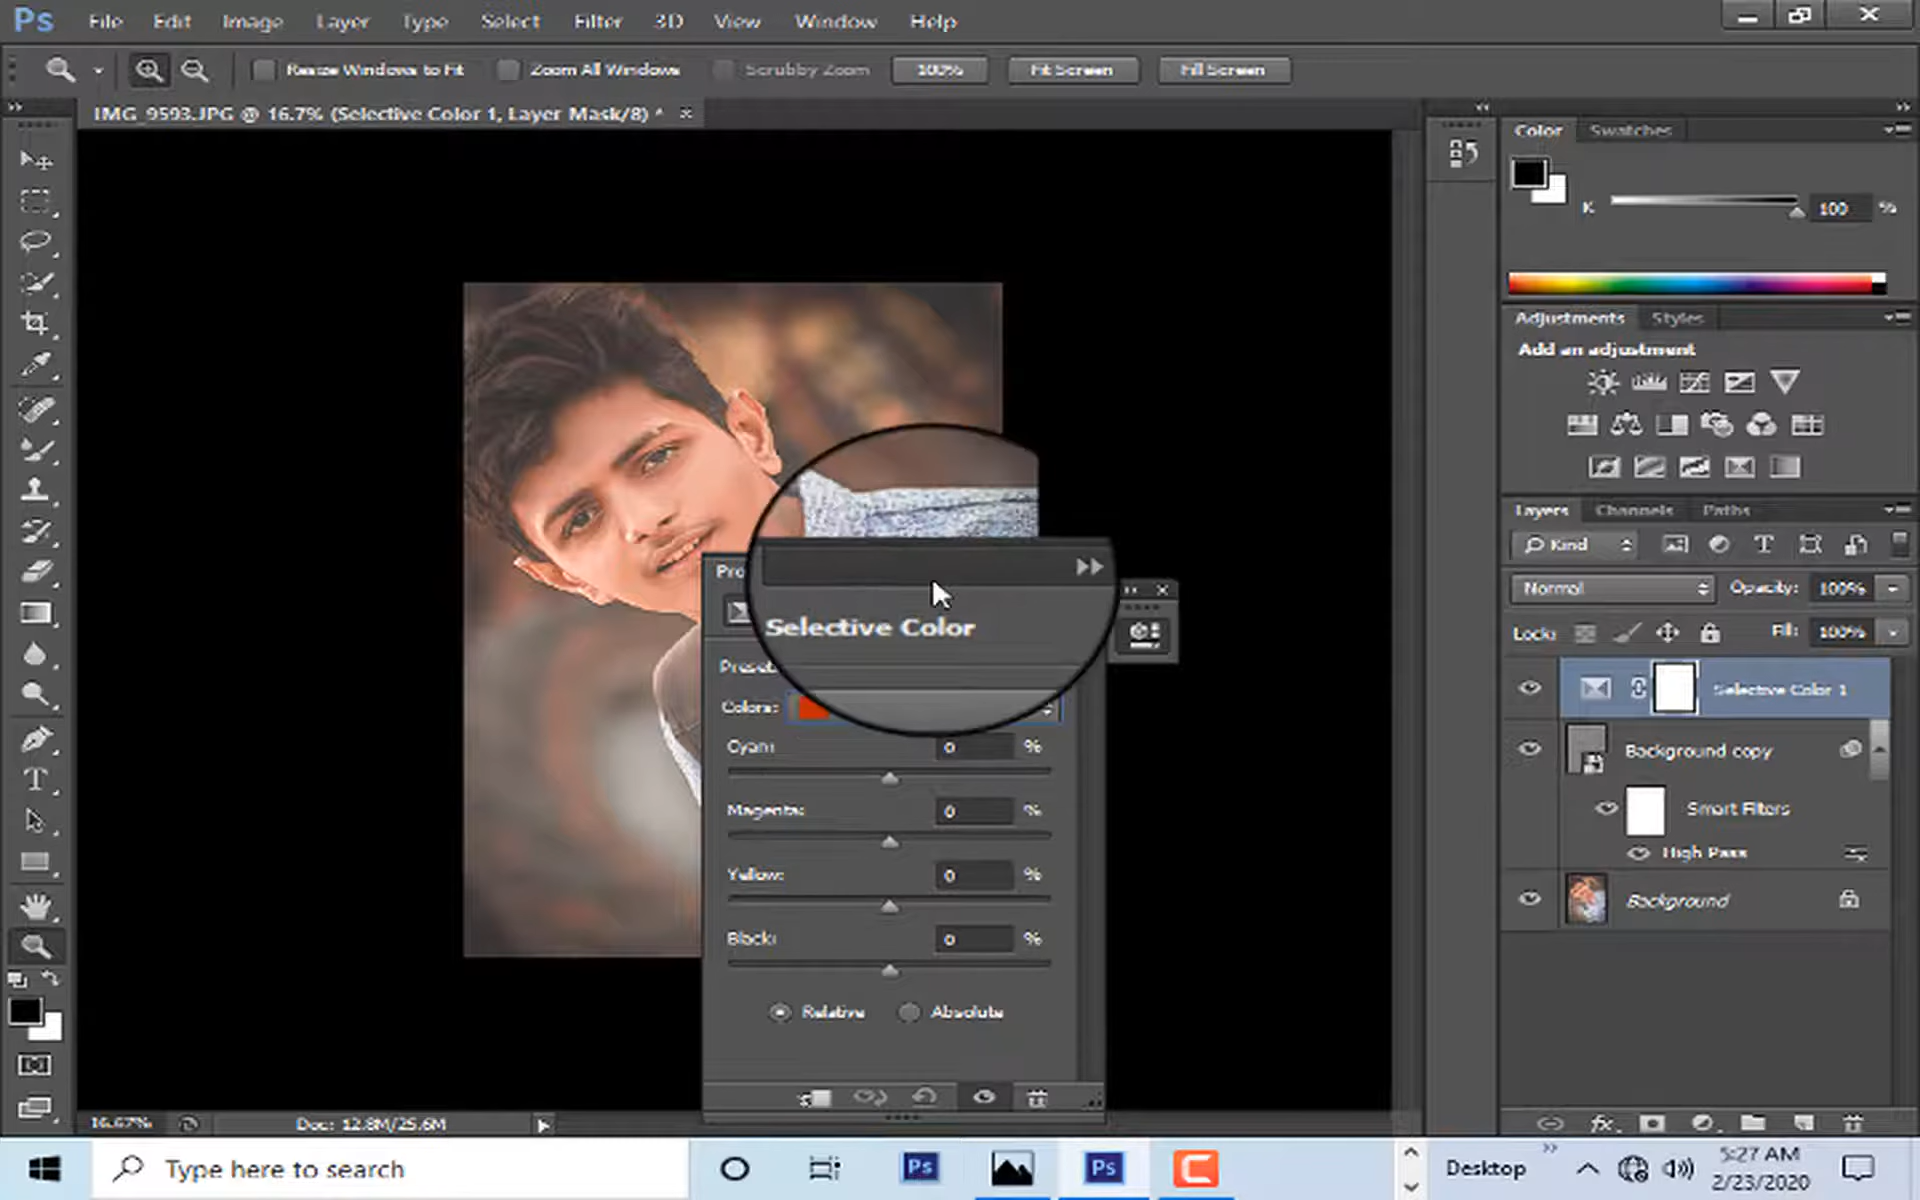 Ps File Edit Image Layer Type Select Filter 3D View Window Help
Resize Windows to Fit Zoom All Windows Scrubby Zoom 100% Fit Screen Fill Screen
IMG_9593.JPG @ 16.7% (Selective Color 1, Layer Mask/8) * ×
Color Swatches
K 100 %
Adjustments Styles
Add an adjustment
Layers Channels Paths
Kind
Normal Opacity: 100%
Lock: Fill: 100%
Selective Color 1
Background copy
Smart Filters
High Pass
Background
Pro
Selective Color
Preset:
Colors:
Cyan: 0 %
Magenta: 0 %
Yellow: 0 %
Black: 0 %
Relative Absolute
16.67% Doc: 12.8M/25.6M
Type here to search
Ps
Ps
Desktop
5:27 AM
2/23/2020